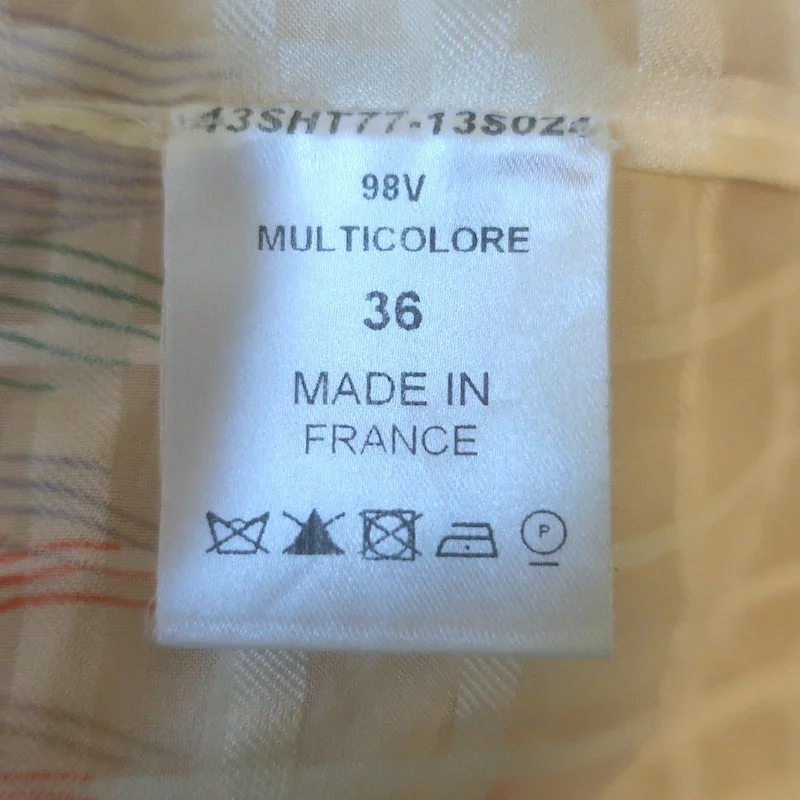 43SHT77-13S024
98V
MULTICOLORE
36
MADE IN
FRANCE
P